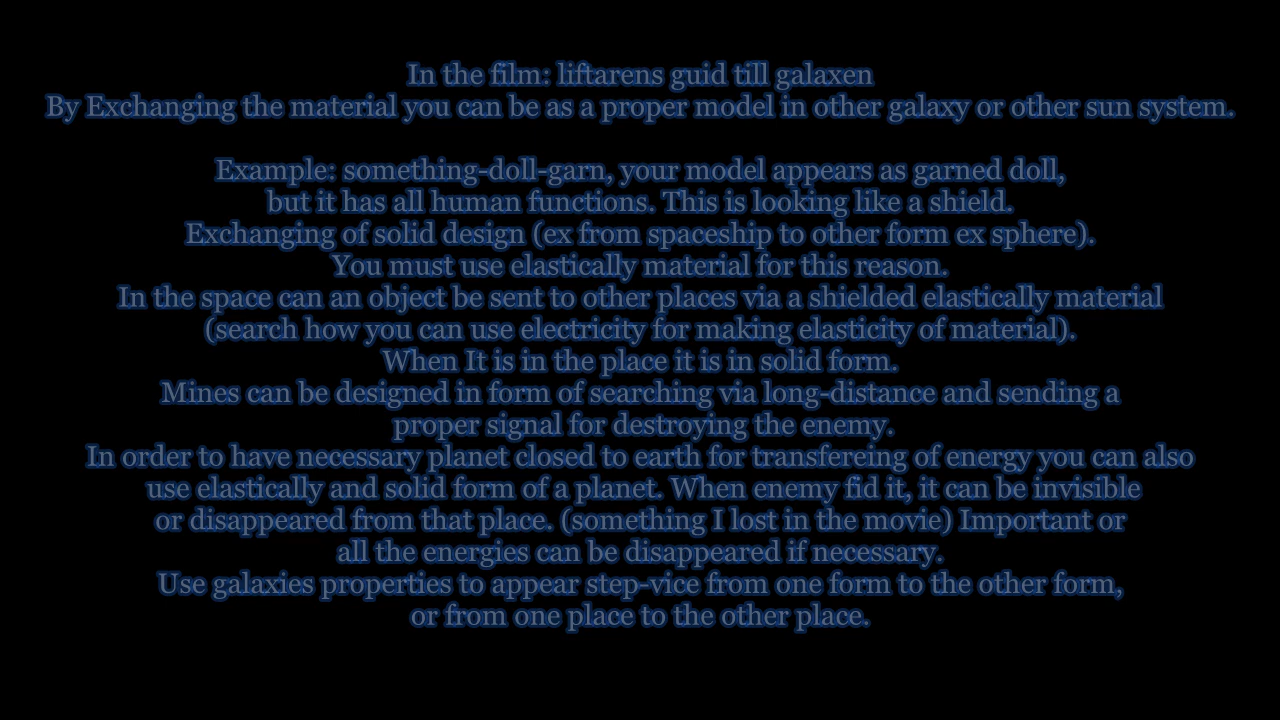 In the film: liftarens guid till galaxen
By Exchanging the material you can be as a proper model in other galaxy or other sun system.
Example: something-doll-garn, your model appears as garned doll,
but it has all human functions. This is looking like a shield.
Exchanging of solid design (ex from spaceship to other form ex sphere).
You must use elastically material for this reason.
In the space can an object be sent to other places via a shielded elastically material
(search how you can use electricity for making elasticity of material).
When It is in the place it is in solid form.
Mines can be designed in form of searching via long-distance and sending a
proper signal for destroying the enemy.
In order to have necessary planet closed to earth for transfereing of energy you can also
use elastically and solid form of a planet. When enemy fid it, it can be invisible
or disappeared from that place. (something I lost in the movie) Important or
all the energies can be disappeared if necessary.
Use galaxies properties to appear step-vice from one form to the other form,
or from one place to the other place.